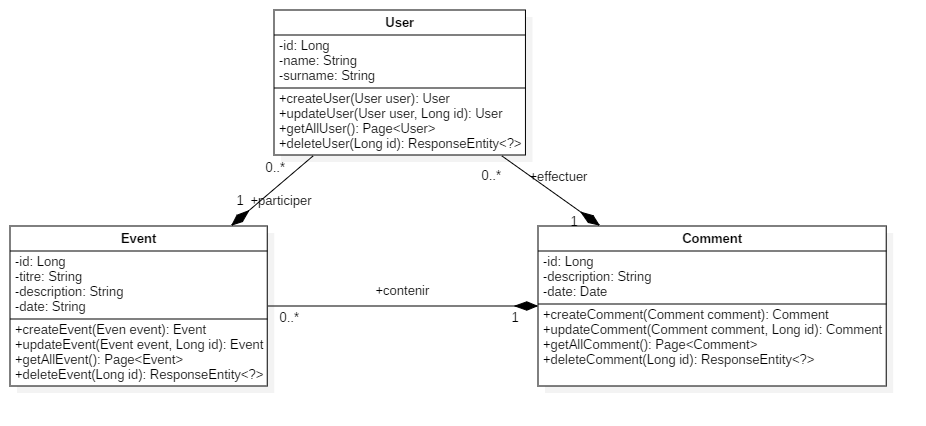 User
-id: Long
-name: String
-surname: String
+createUser(User user): User
+updateUser(User user, Long id): User
+getAllUser(): Page<User>
+deleteUser(Long id): ResponseEntity<?>
0..*
0..*
+effectuer
1
+participer
1
Event
-id: Long
-titre: String
-description: String
-date: String
+createEvent(Even event): Event
+updateEvent(Event event, Long id): Event
+getAllEvent(): Page<Event>
+deleteEvent(Long id): ResponseEntity<?>
+contenir
0..*
1
Comment
-id: Long
-description: String
-date: Date
+createComment(Comment comment): Comment
+updateComment(Comment comment, Long id): Comment
+getAllComment(): Page<Comment>
+deleteComment(Long id): ResponseEntity<?>